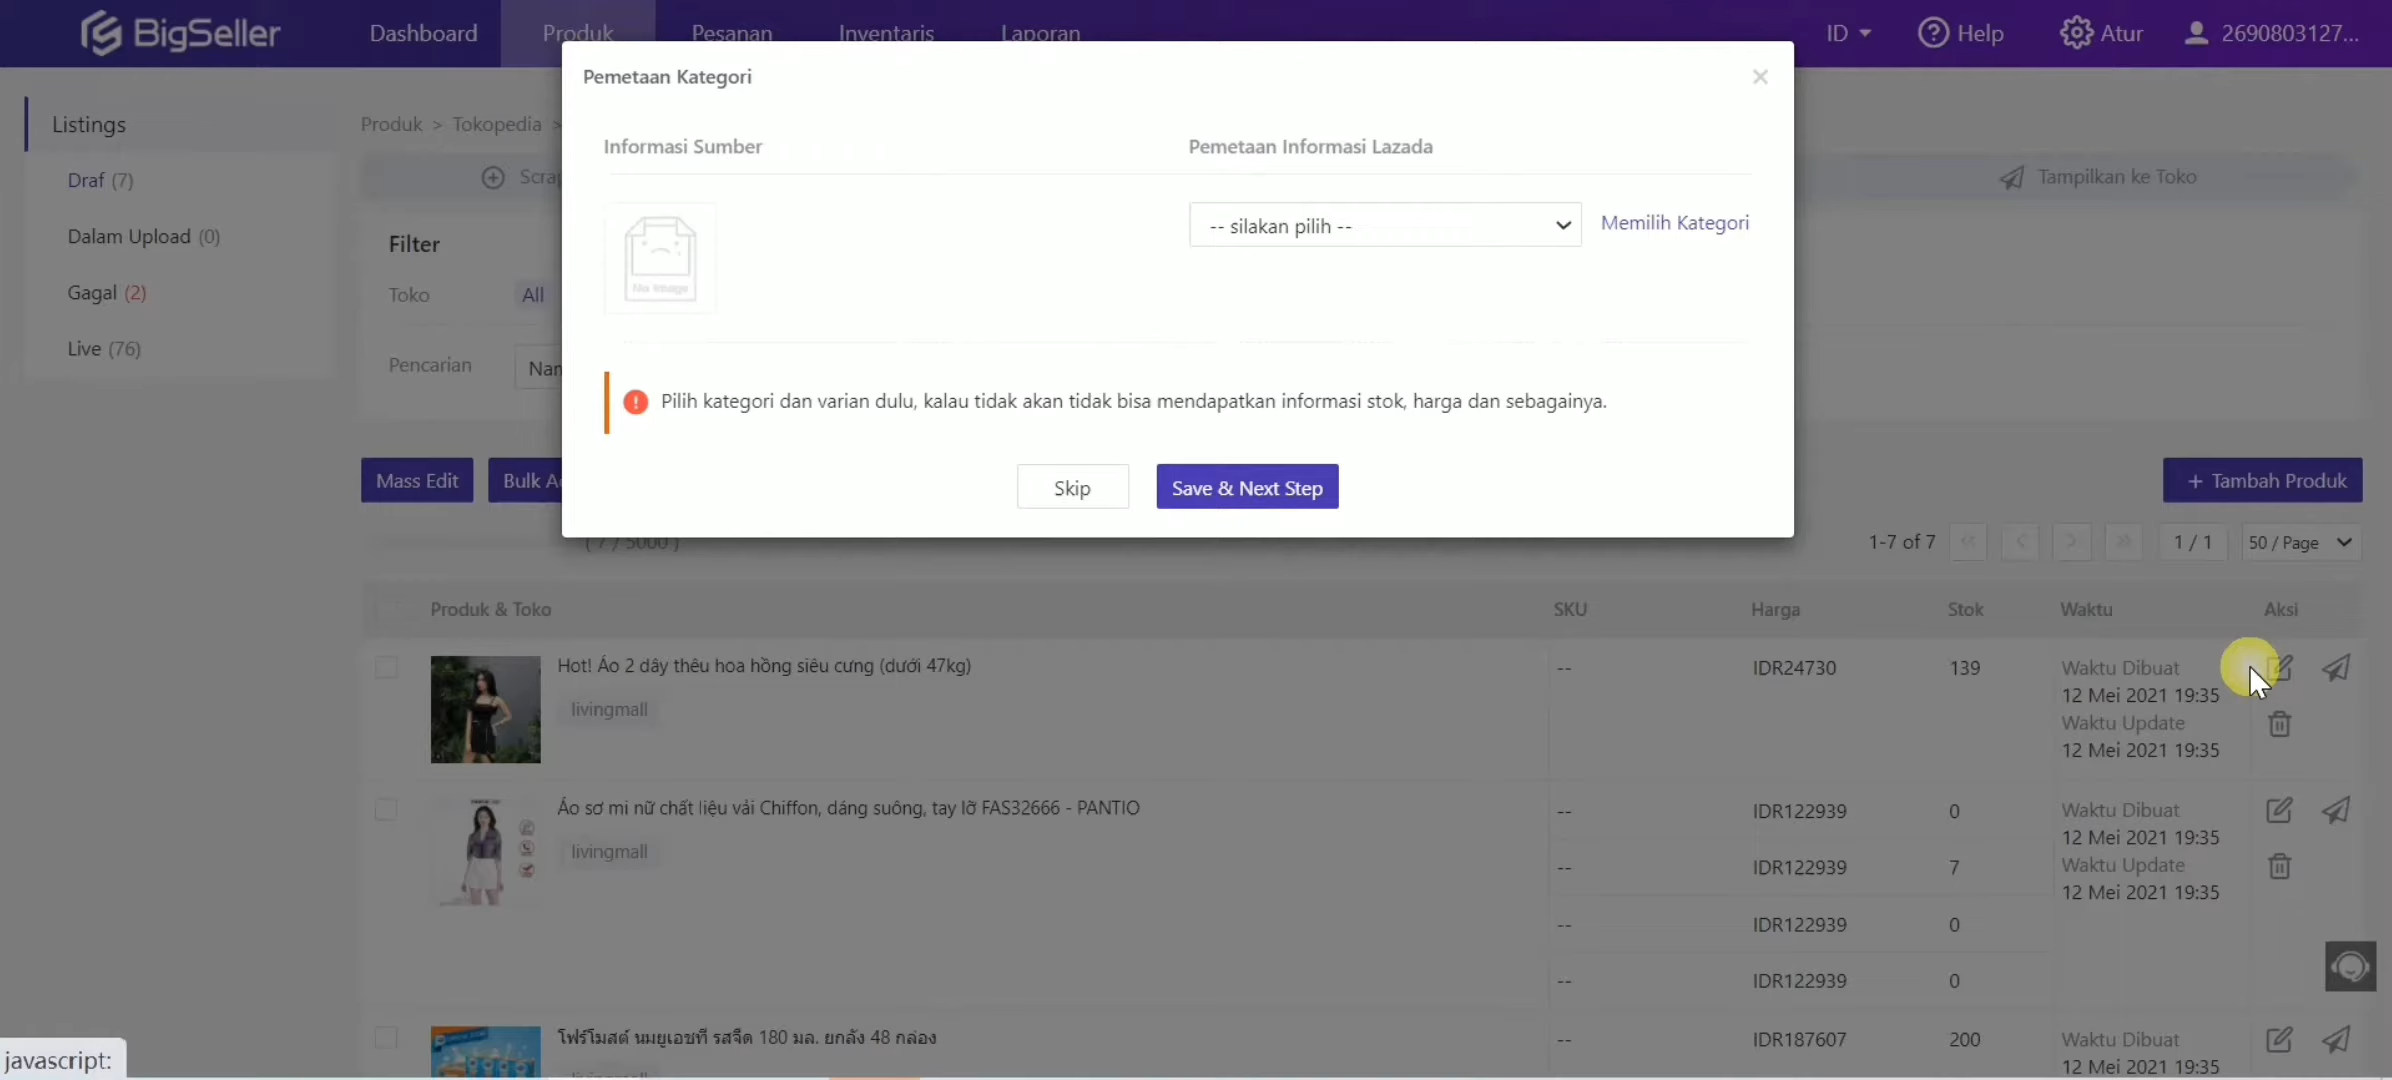 BigSeller
Dashboard
Produk
Pesanan
Inventaris
Laporan
ID
Help
Atur
2690803127...
Listings
Draf (7)
Dalam Upload (0)
Gagal (2)
Live (76)
Produk > Tokopedia >
Tampilkan ke Toko
Filter
Toko
All
Pencarian
Pemetaan Kategori
Informasi Sumber
Pemetaan Informasi Lazada
No Image
-- silakan pilih --
Memilih Kategori
Pilih kategori dan varian dulu, kalau tidak akan tidak bisa mendapatkan informasi stok, harga dan sebagainya.
Skip
Save & Next Step
Mass Edit
Bulk
+ Tambah Produk
( 7 / 5000 )
1-7 of 7
1 / 1
50 / Page
Produk & Toko
SKU
Harga
Stok
Waktu
Aksi
Hot! Áo 2 dây thêu hoa hồng siêu cưng (dưới 47kg)
livingmall
--
IDR24730
139
Waktu Dibuat
12 Mei 2021 19:35
Waktu Update
12 Mei 2021 19:35
Áo sơ mi nữ chất liệu vải Chiffon, dáng suông, tay lỡ FAS32666 - PANTIO
livingmall
--
IDR122939
0
--
IDR122939
7
--
IDR122939
0
--
IDR122939
0
Waktu Dibuat
12 Mei 2021 19:35
Waktu Update
12 Mei 2021 19:35
โฟร์โมสต์ นมยูเอชที รสจืด 180 มล. ยกลัง 48 กล่อง
--
IDR187607
200
Waktu Dibuat
12 Mei 2021 19:35
javascript: